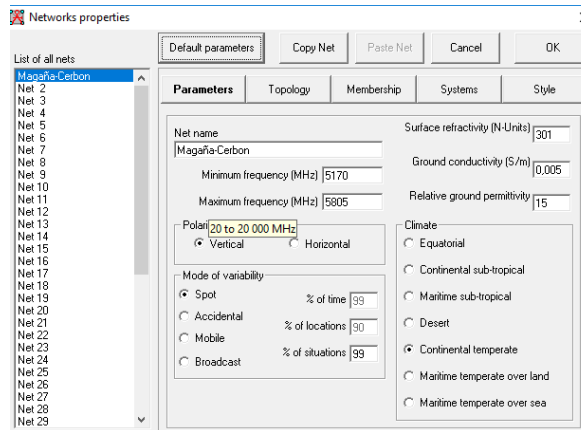 Networks properties
List of all nets
Default parameters
Copy Net
Paste Net
Cancel
OK
Magaña-Cerbon
Net 2
Net 3
Net 4
Net 5
Net 6
Net 7
Net 8
Net 9
Net 10
Net 11
Net 12
Net 13
Net 14
Net 15
Net 16
Net 17
Net 18
Net 19
Net 20
Net 21
Net 22
Net 23
Net 24
Net 25
Net 26
Net 27
Net 28
Net 29
Parameters
Topology
Membership
Systems
Style
Net name
Magaña-Cerbon
Minimum frequency (MHz) 5170
Maximum frequency (MHz) 5805
20 to 20 000 MHz
Vertical
Horizontal
Mode of variability
Spot
Accidental
Mobile
Broadcast
% of time 99
% of locations 90
% of situations 99
Surface refractivity (N-Units) 301
Ground conductivity (S/m) 0,005
Relative ground permittivity 15
Climate
Equatorial
Continental sub-tropical
Maritime sub-tropical
Desert
Continental temperate
Maritime temperate over land
Maritime temperate over sea